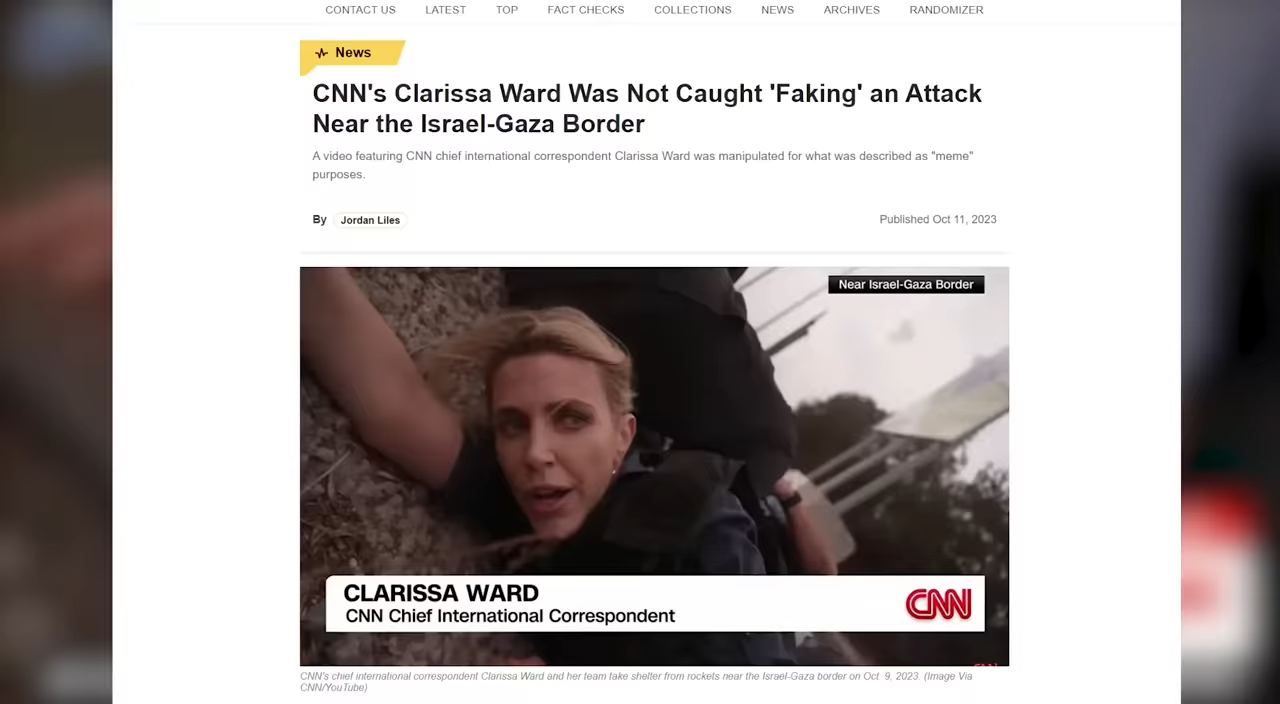 CONTACT US LATEST TOP FACT CHECKS COLLECTIONS NEWS ARCHIVES RANDOMIZER
News
CNN's Clarissa Ward Was Not Caught 'Faking' an Attack
Near the Israel-Gaza Border
A video featuring CNN chief international correspondent Clarissa Ward was manipulated for what was described as "meme"
purposes.
By Jordan Liles Published Oct 11, 2023
Near Israel-Gaza Border
CLARISSA WARD
CNN Chief International Correspondent CNN
CNN's chief international correspondent Clarissa Ward and her team take shelter from rockets near the Israel-Gaza border on Oct 9, 2023. (Image Via
CNN/YouTube)